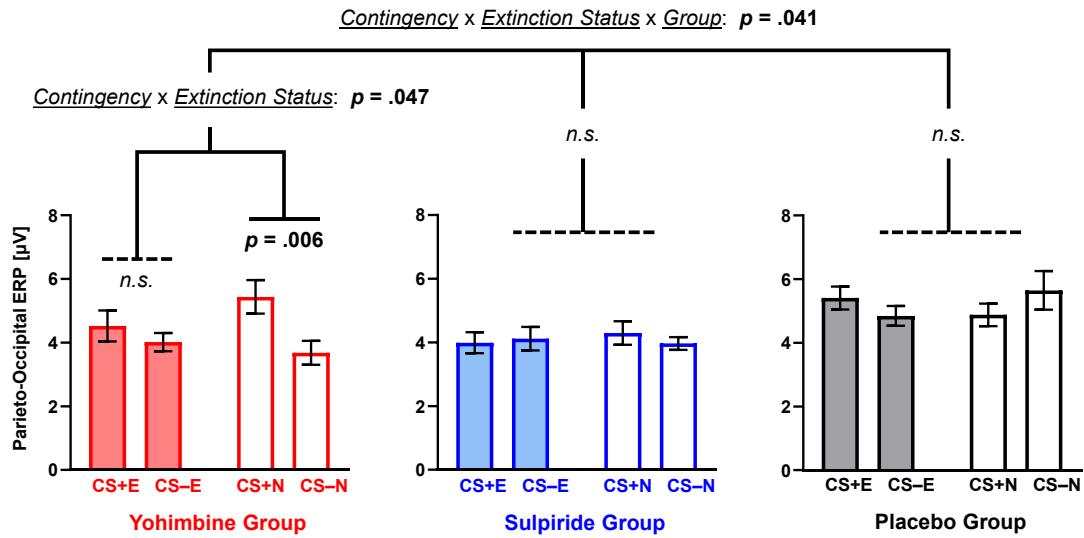 Contingency x Extinction Status x Group: p = .041
Contingency x Extinction Status: p = .047
n.s.
n.s.
Parieto-Occipital ERP [µV]
8
6
4
2
0
n.s.
p = .006
CS+E
CS–E
CS+N
CS–N
Yohimbine Group
8
6
4
2
0
CS+E
CS–E
CS+N
CS–N
Sulpiride Group
8
6
4
2
0
CS+E
CS–E
CS+N
CS–N
Placebo Group